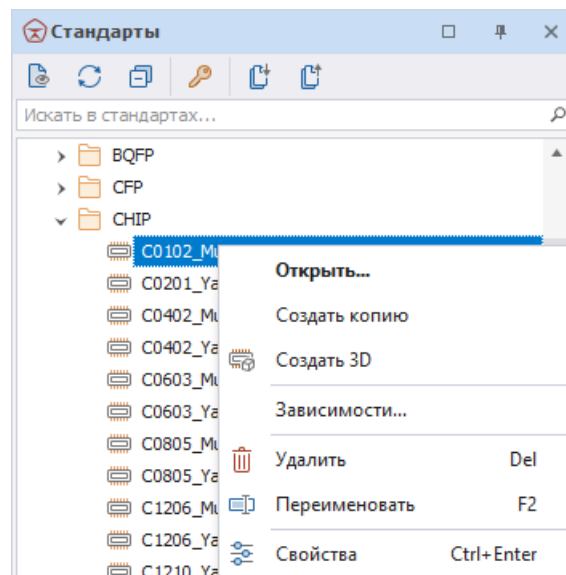 Стандарты
Искать в стандартах...
BQFP
CFP
CHIP
C0102_Mu
C0201_Ya
C0402_Mu
C0402_Ya
C0603_Mu
C0603_Ya
C0805_Mu
C0805_Ya
C1206_Mu
C1206_Ya
C1210_Ya
Открыть...
Создать копию
Создать 3D
Зависимости...
Удалить Del
Переименовать F2
Свойства Ctrl+Enter